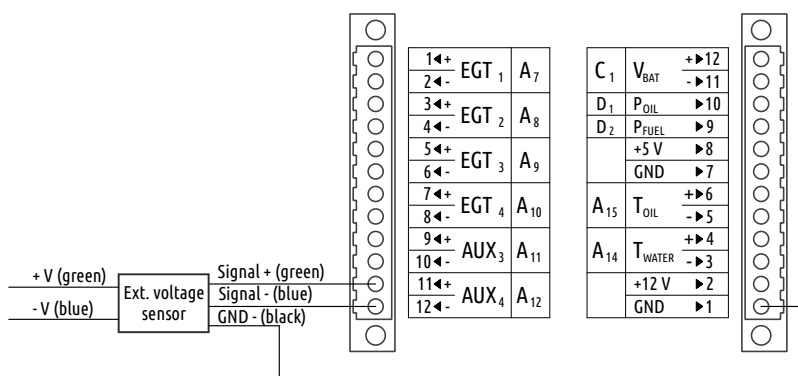 1◀+ EGT 1 A7
2◀-
3◀+ EGT 2 A8
4◀-
5◀+ EGT 3 A9
6◀-
7◀+ EGT 4 A10
8◀-
9◀+ AUX3 A11
10◀-
11◀+ AUX4 A12
12◀-
C1 VBAT +▶12
-▶11
D1 POIL ▶10
D2 PFUEL ▶9
+5 V ▶8
GND ▶7
A15 TOIL +▶6
-▶5
A14 TWATER +▶4
-▶3
+12 V ▶2
GND ▶1
+ V (green)
- V (blue)
Ext. voltage
sensor
Signal + (green)
Signal - (blue)
GND - (black)